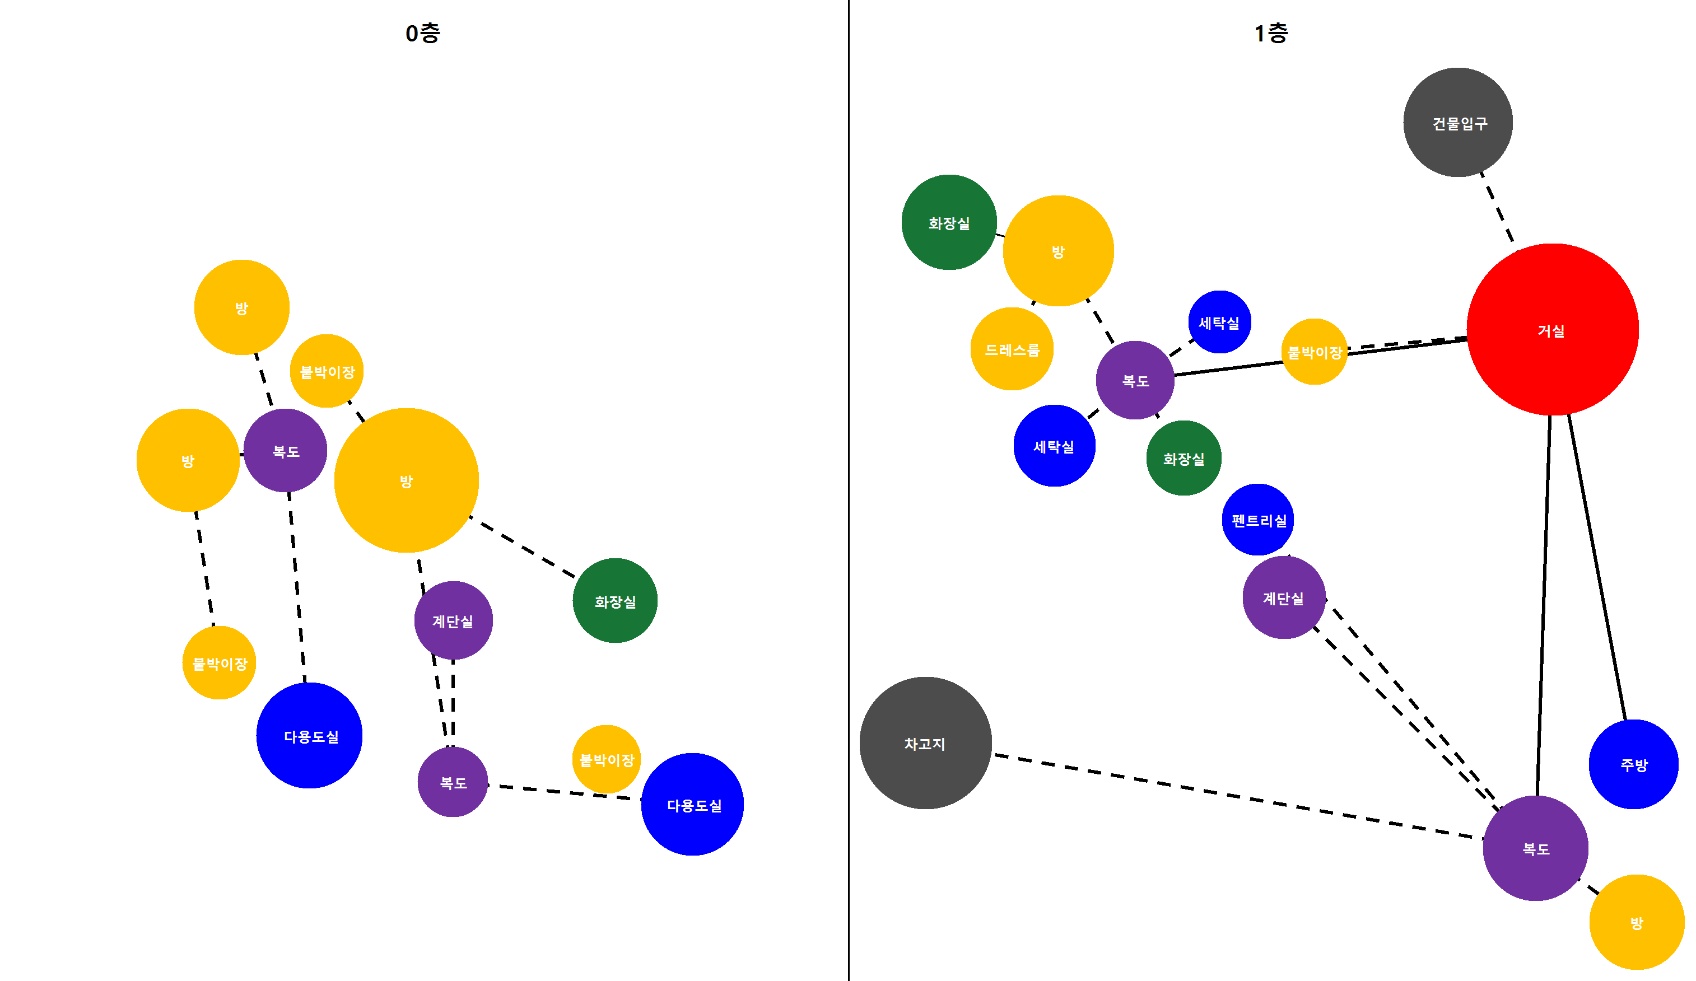 0층
방
붙박이장
방
복도
방
계단실
화장실
붙박이장
다용도실
복도
붙박이장
다용도실
1층
건물입구
화장실
방
세탁실
드레스룸
붙박이장
거실
복도
세탁실
화장실
펜트리실
계단실
차고지
주방
복도
방